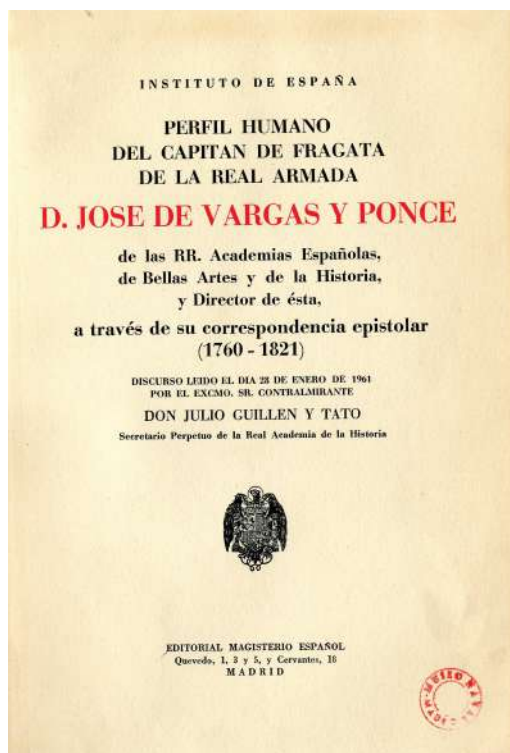 INSTITUTO DE ESPAÑA
PERFIL HUMANO
DEL CAPITAN DE FRAGATA
DE LA REAL ARMADA
D. JOSE DE VARGAS Y PONCE
de las RR. Academias Españolas,
de Bellas Artes y de la Historia,
y Director de ésta,
a través de su correspondencia epistolar
(1760 - 1821)
DISCURSO LEIDO EL DIA 28 DE ENERO DE 1961
POR EL EXCMO. SR. CONTRALMIRANTE
DON JULIO GUILLEN Y TATO
Secretario Perpetuo de la Real Academia de la Historia
EDITORIAL MAGISTERIO ESPAÑOL
Quevedo, 1, 3 y 5, y Cervantes, 18
MADRID
MUSEO NAVAL